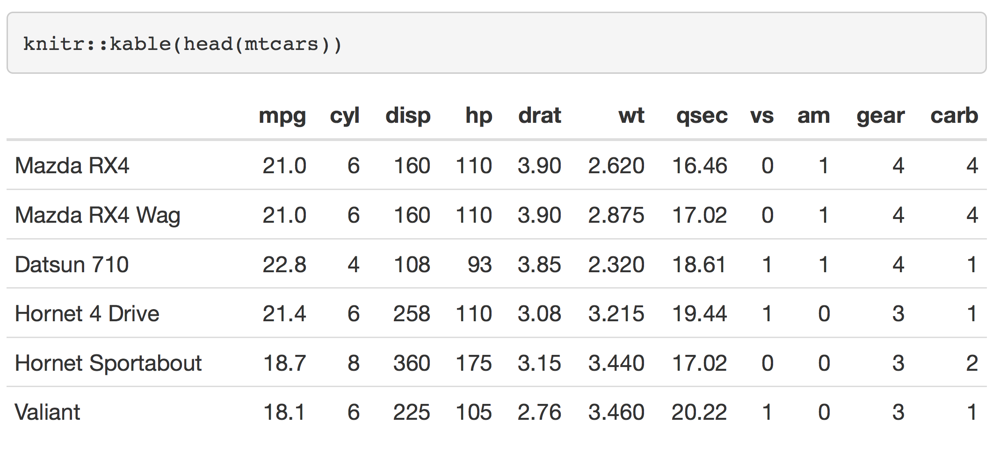 knitr::kable(head(mtcars))
mpg cyl disp hp drat wt qsec vs am gear carb
Mazda RX4 21.0 6 160 110 3.90 2.620 16.46 0 1 4 4
Mazda RX4 Wag 21.0 6 160 110 3.90 2.875 17.02 0 1 4 4
Datsun 710 22.8 4 108 93 3.85 2.320 18.61 1 1 4 1
Hornet 4 Drive 21.4 6 258 110 3.08 3.215 19.44 1 0 3 1
Hornet Sportabout 18.7 8 360 175 3.15 3.440 17.02 0 0 3 2
Valiant 18.1 6 225 105 2.76 3.460 20.22 1 0 3 1